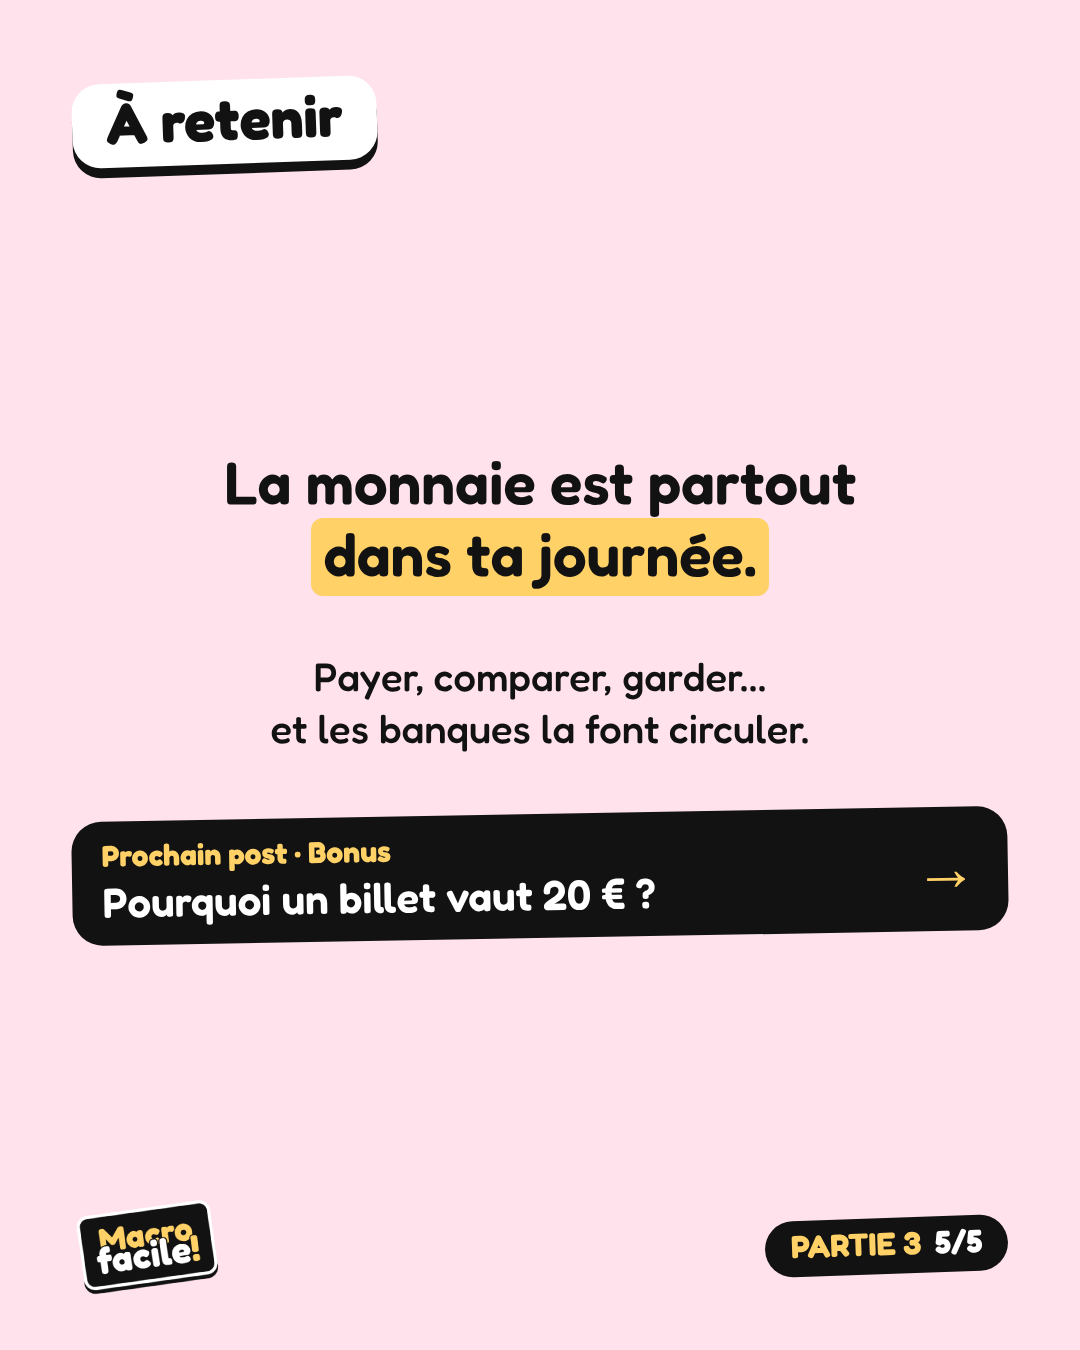 À retenir
La monnaie est partout
dans ta journée.
Payer, comparer, garder...
et les banques la font circuler.
Prochain post · Bonus
Pourquoi un billet vaut 20 € ?
→
Macro
facile!
PARTIE 3 5/5